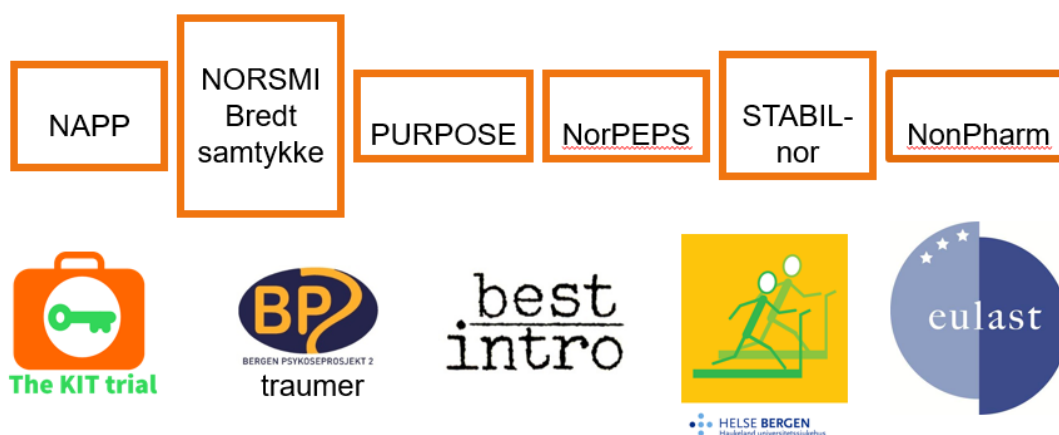 NAPP
NORSMI
Bredt
samtykke
PURPOSE
NorPEPS
STABIL-
nor
NonPharm
The KIT trial
BP2
BERGEN PSYKOSEPROSJEKT 2
traumer
best
intro
HELSE BERGEN
Haukeland universitetssjukehus
eulast